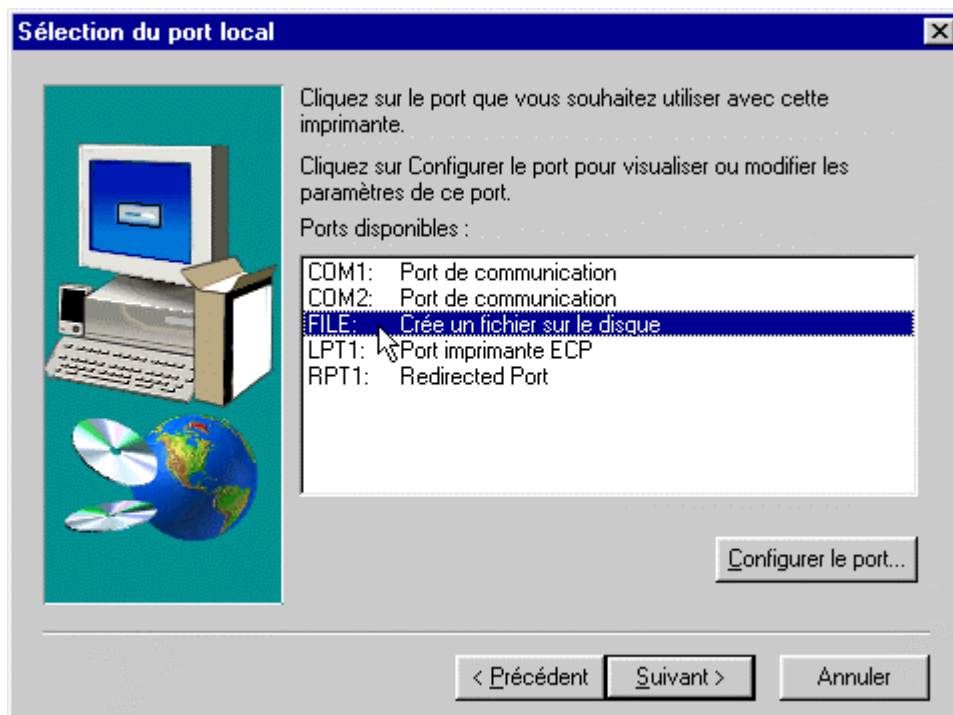 Sélection du port local
Cliquez sur le port que vous souhaitez utiliser avec cette
imprimante.
Cliquez sur Configurer le port pour visualiser ou modifier les
paramètres de ce port.
Ports disponibles :
COM1: Port de communication
COM2: Port de communication
FILE: Crée un fichier sur le disque
LPT1: Port imprimante ECP
RPT1: Redirected Port
Configurer le port...
< Précédent Suivant > Annuler